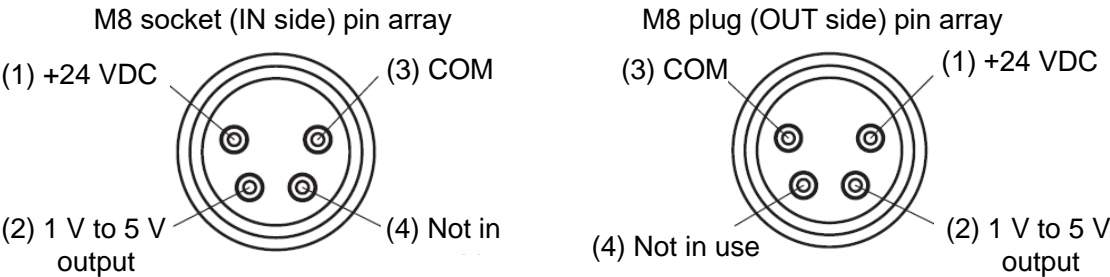 M8 socket (IN side) pin array
(1) +24 VDC
(3) COM
(2) 1 V to 5 V
output
(4) Not in
M8 plug (OUT side) pin array
(3) COM
(1) +24 VDC
(4) Not in use
(2) 1 V to 5 V
output